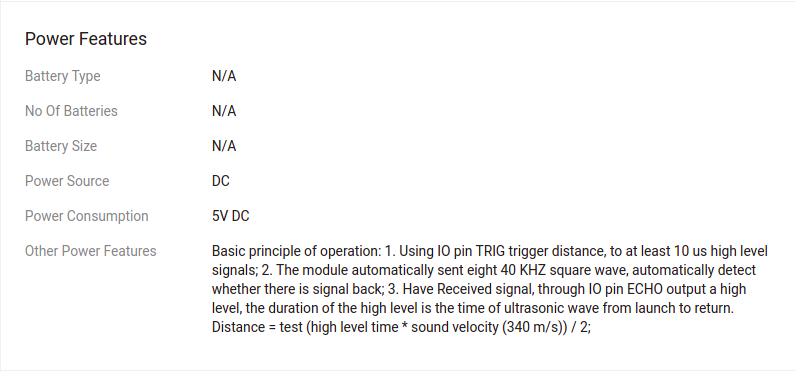 Power Features
Battery Type N/A
No Of Batteries N/A
Battery Size N/A
Power Source DC
Power Consumption 5V DC
Other Power Features Basic principle of operation: 1. Using IO pin TRIG trigger distance, to at least 10 us high level
signals; 2. The module automatically sent eight 40 KHZ square wave, automatically detect
whether there is signal back; 3. Have Received signal, through IO pin ECHO output a high
level, the duration of the high level is the time of ultrasonic wave from launch to return.
Distance = test (high level time * sound velocity (340 m/s)) / 2;